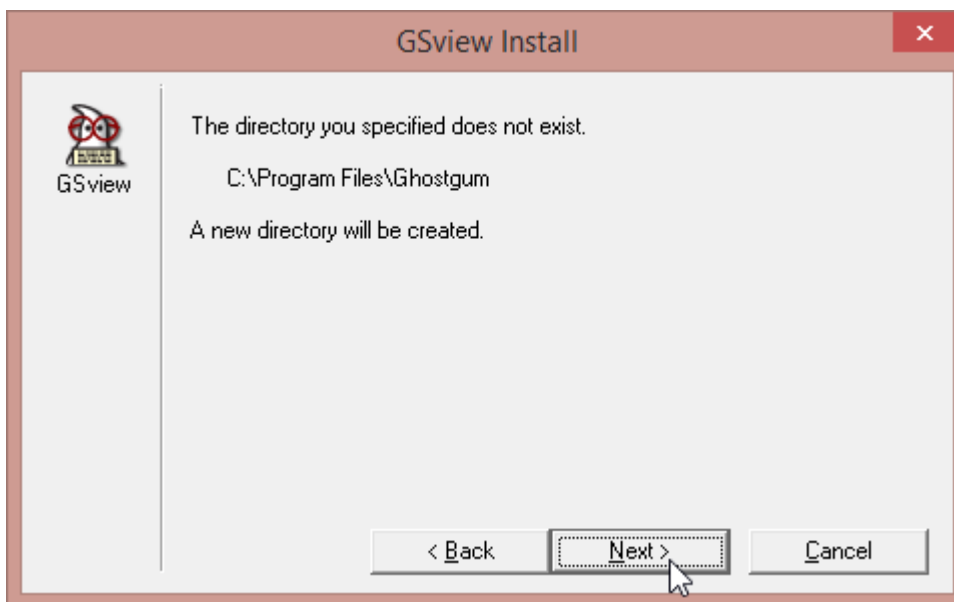 GSview Install
The directory you specified does not exist.
C:\Program Files\Ghostgum
GSview
A new directory will be created.
< Back
Next >
Cancel